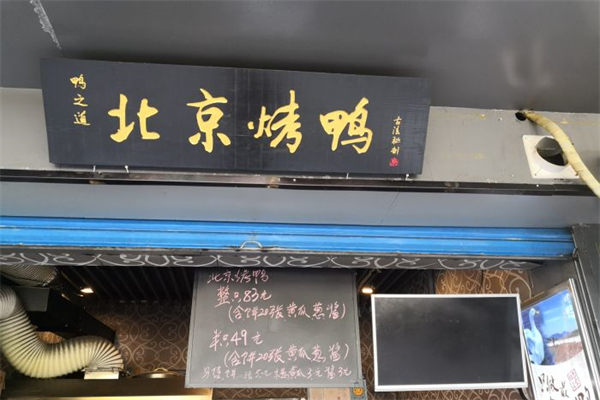 鸭之道
北京烤鸭
古法秘制
北京烤鸭
整只83元
(含饼20张黄瓜葱酱)
半只49元
(含饼20张黄瓜葱酱)